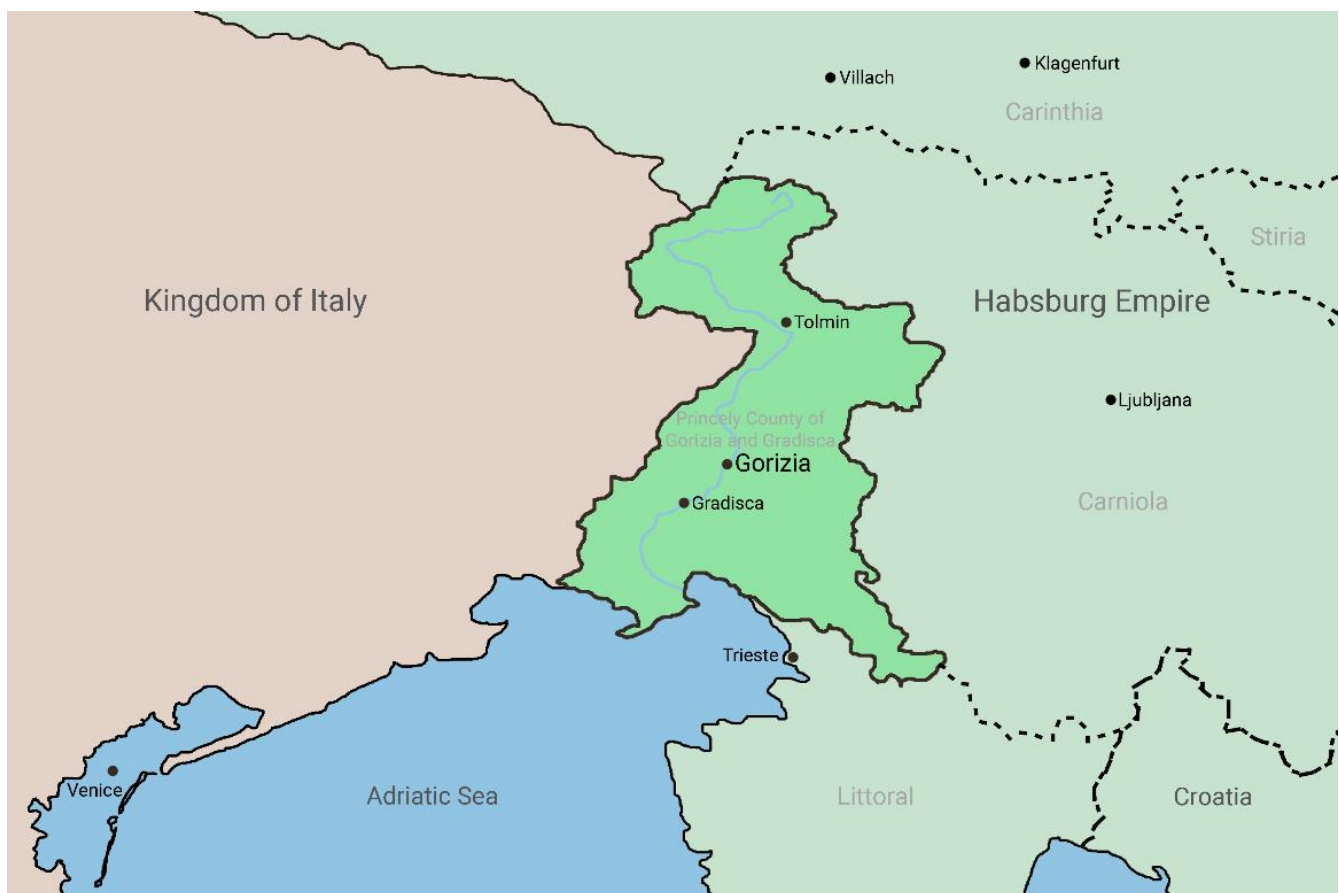 Villach
Klagenfurt
Carinthia
Stiria
Kingdom of Italy
Habsburg Empire
Tolmin
Ljubljana
Princely County of
Gorizia and Gradisca
Gorizia
Gradisca
Carniola
Trieste
Venice
Adriatic Sea
Littoral
Croatia